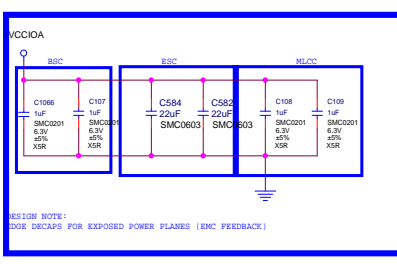 VCCIOA
BSC
ESC
MLCC
C1066
1uF
SMC0201
6.3V
±5%
X5R
C107
1uF
SMC0201
6.3V
±5%
X5R
C584
22uF
SMC0603
C582
22uF
SMC0603
C108
1uF
SMC0201
6.3V
±5%
X5R
C109
1uF
SMC0201
6.3V
±5%
X5R
DESIGN NOTE:
EDGE DECAPS FOR EXPOSED POWER PLANES (EMC FEEDBACK)